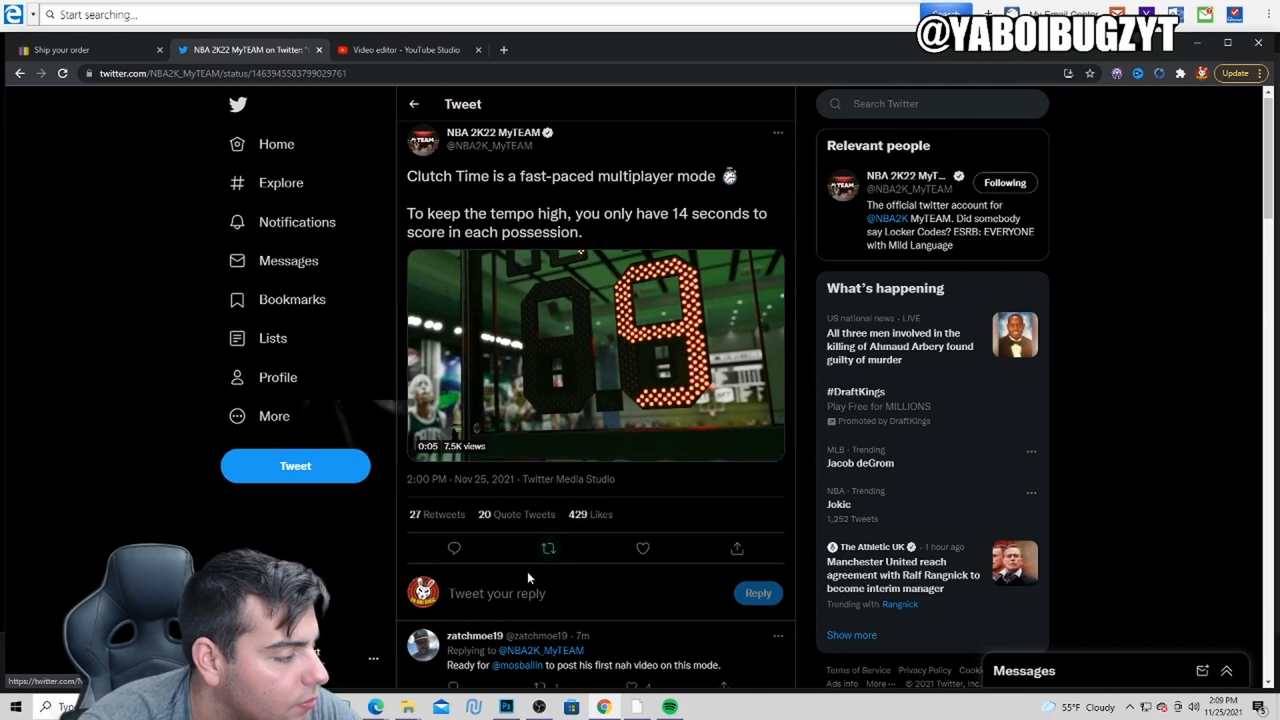 Start searching...
Search
My Email Center
@YABOIBUGZYT
Ship your order
NBA 2K22 MyTEAM on Twitter: "
Video editor - YouTube Studio
twitter.com/NBA2K_MyTEAM/status/1463945583799029761
Update
Home
Explore
Notifications
Messages
Bookmarks
Lists
Profile
More
Tweet
Tweet
NBA 2K22 MyTEAM
@NBA2K_MyTEAM
Clutch Time is a fast-paced multiplayer mode
To keep the tempo high, you only have 14 seconds to
score in each possession.
9
0:05 7.5K views
2:00 PM · Nov 25, 2021 · Twitter Media Studio
27 Retweets 20 Quote Tweets 429 Likes
Tweet your reply
Reply
zatchmoe19 @zatchmoe19 · 7m
Replying to @NBA2K_MyTEAM
Ready for @mosballin to post his first nah video on this mode.
Search Twitter
Relevant people
NBA 2K22 MyT...
@NBA2K_MyTEAM
Following
The official twitter account for
@NBA2K MyTEAM. Did somebody
say Locker Codes? ESRB: EVERYONE
with Mild Language
What's happening
US national news · LIVE
All three men involved in the
killing of Ahmaud Arbery found
guilty of murder
#DraftKings
Play Free for MILLIONS
Promoted by DraftKings
MLB · Trending
Jacob deGrom
NBA · Trending
Jokic
1,252 Tweets
The Athletic UK · 1 hour ago
Manchester United reach
agreement with Ralf Rangnick to
become interim manager
Trending with Rangnick
Show more
Terms of Service Privacy Policy
Ads info More © 2021 Twitter, Inc.
Messages
https://twitter.com/
55°F Cloudy
2:09 PM
11/25/2021